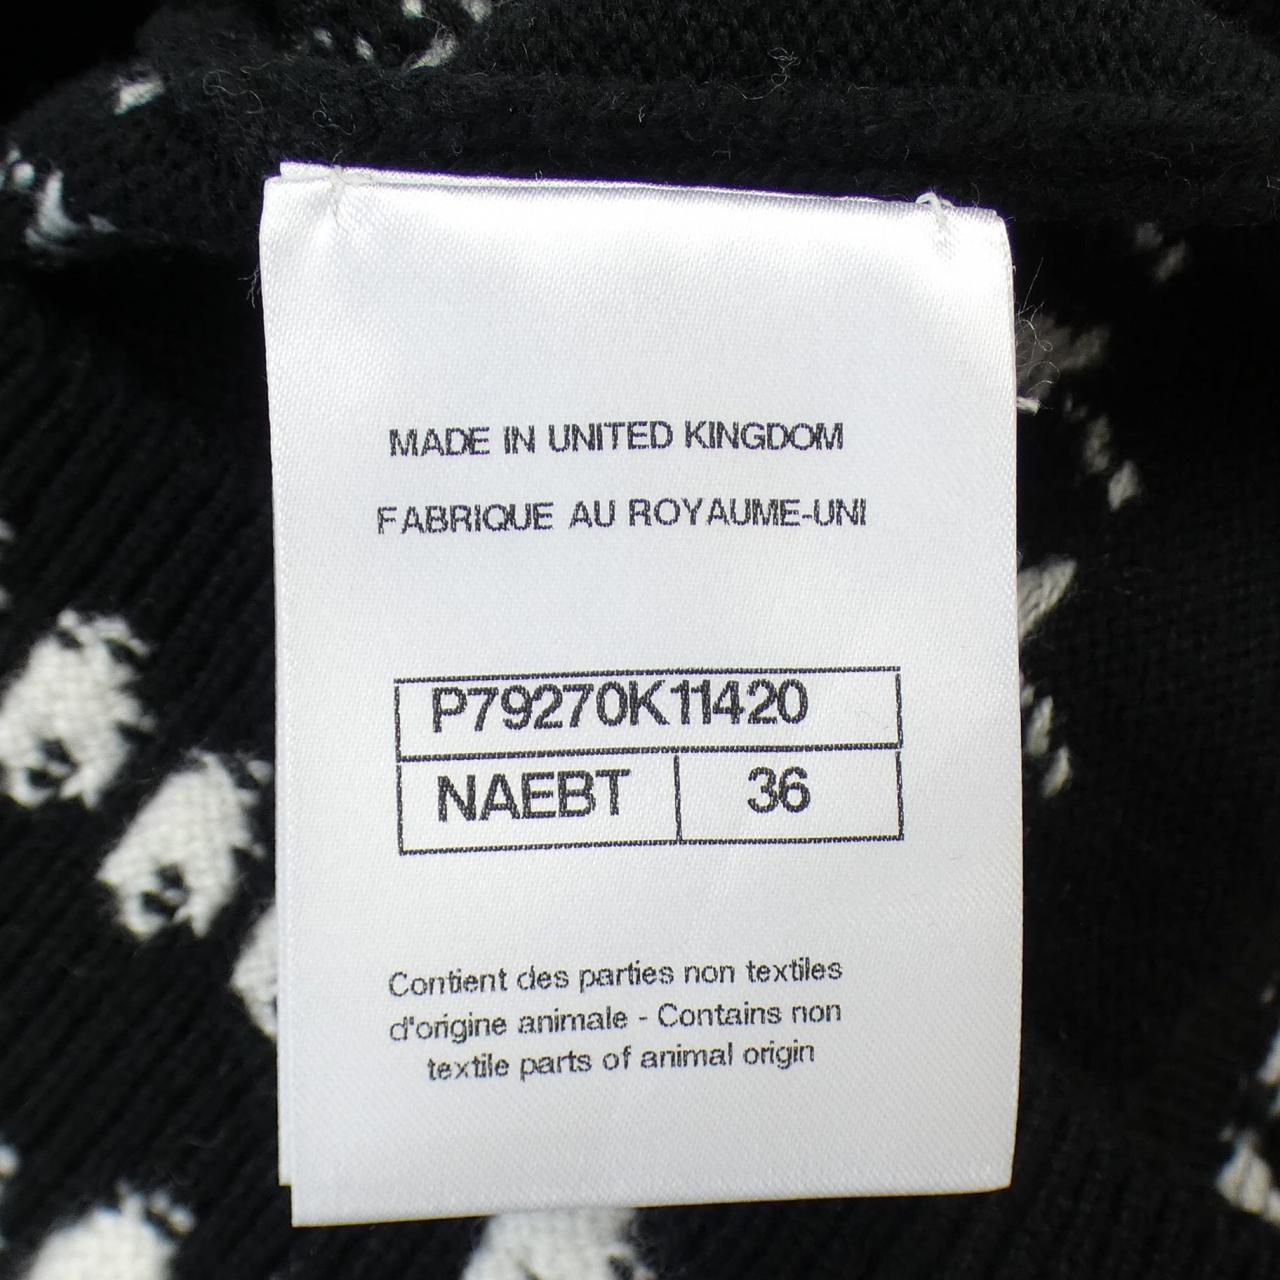 MADE IN UNITED KINGDOM
FABRIQUE AU ROYAUME-UNI
P79270K11420
NAEBT 36
Contient des parties non textiles
d'origine animale - Contains non
textile parts of animal origin